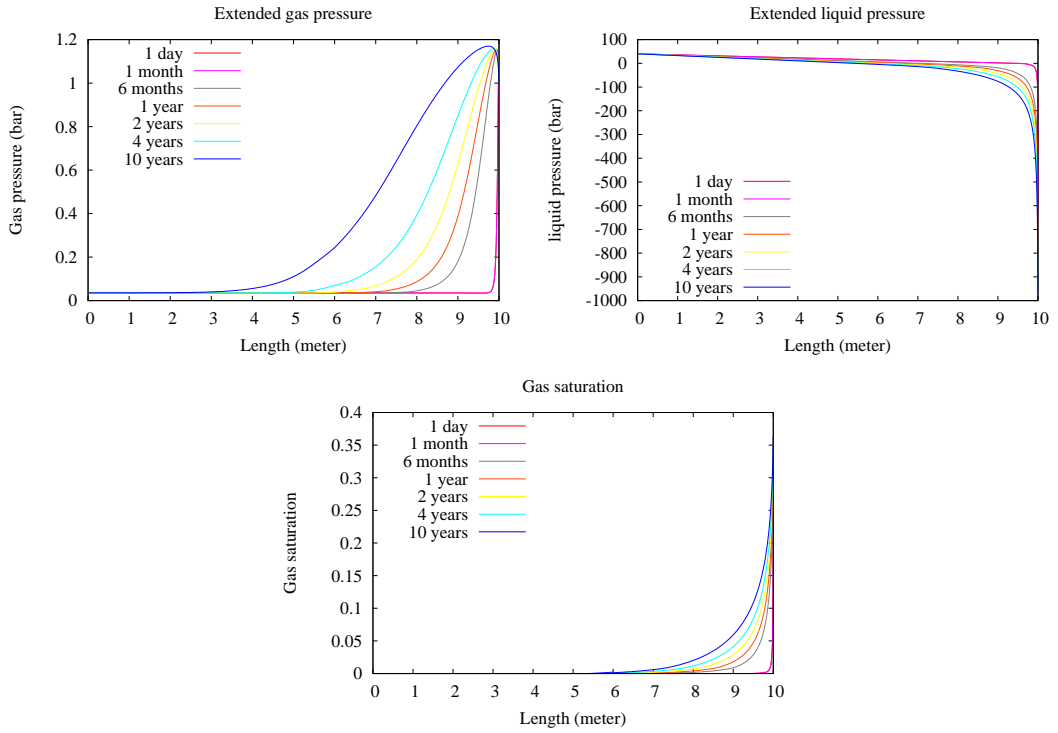 Extended gas pressure
Gas pressure (bar)
1.2
1
0.8
0.6
0.4
0.2
0
1 day
1 month
6 months
1 year
2 years
4 years
10 years
0 1 2 3 4 5 6 7 8 9 10
Length (meter)
Extended liquid pressure
liquid pressure (bar)
100
0
-100
-200
-300
-400
-500
-600
-700
-800
-900
-1000
1 day
1 month
6 months
1 year
2 years
4 years
10 years
0 1 2 3 4 5 6 7 8 9 10
Length (meter)
Gas saturation
Gas saturation
0.4
0.35
0.3
0.25
0.2
0.15
0.1
0.05
0
1 day
1 month
6 months
1 year
2 years
4 years
10 years
0 1 2 3 4 5 6 7 8 9 10
Length (meter)